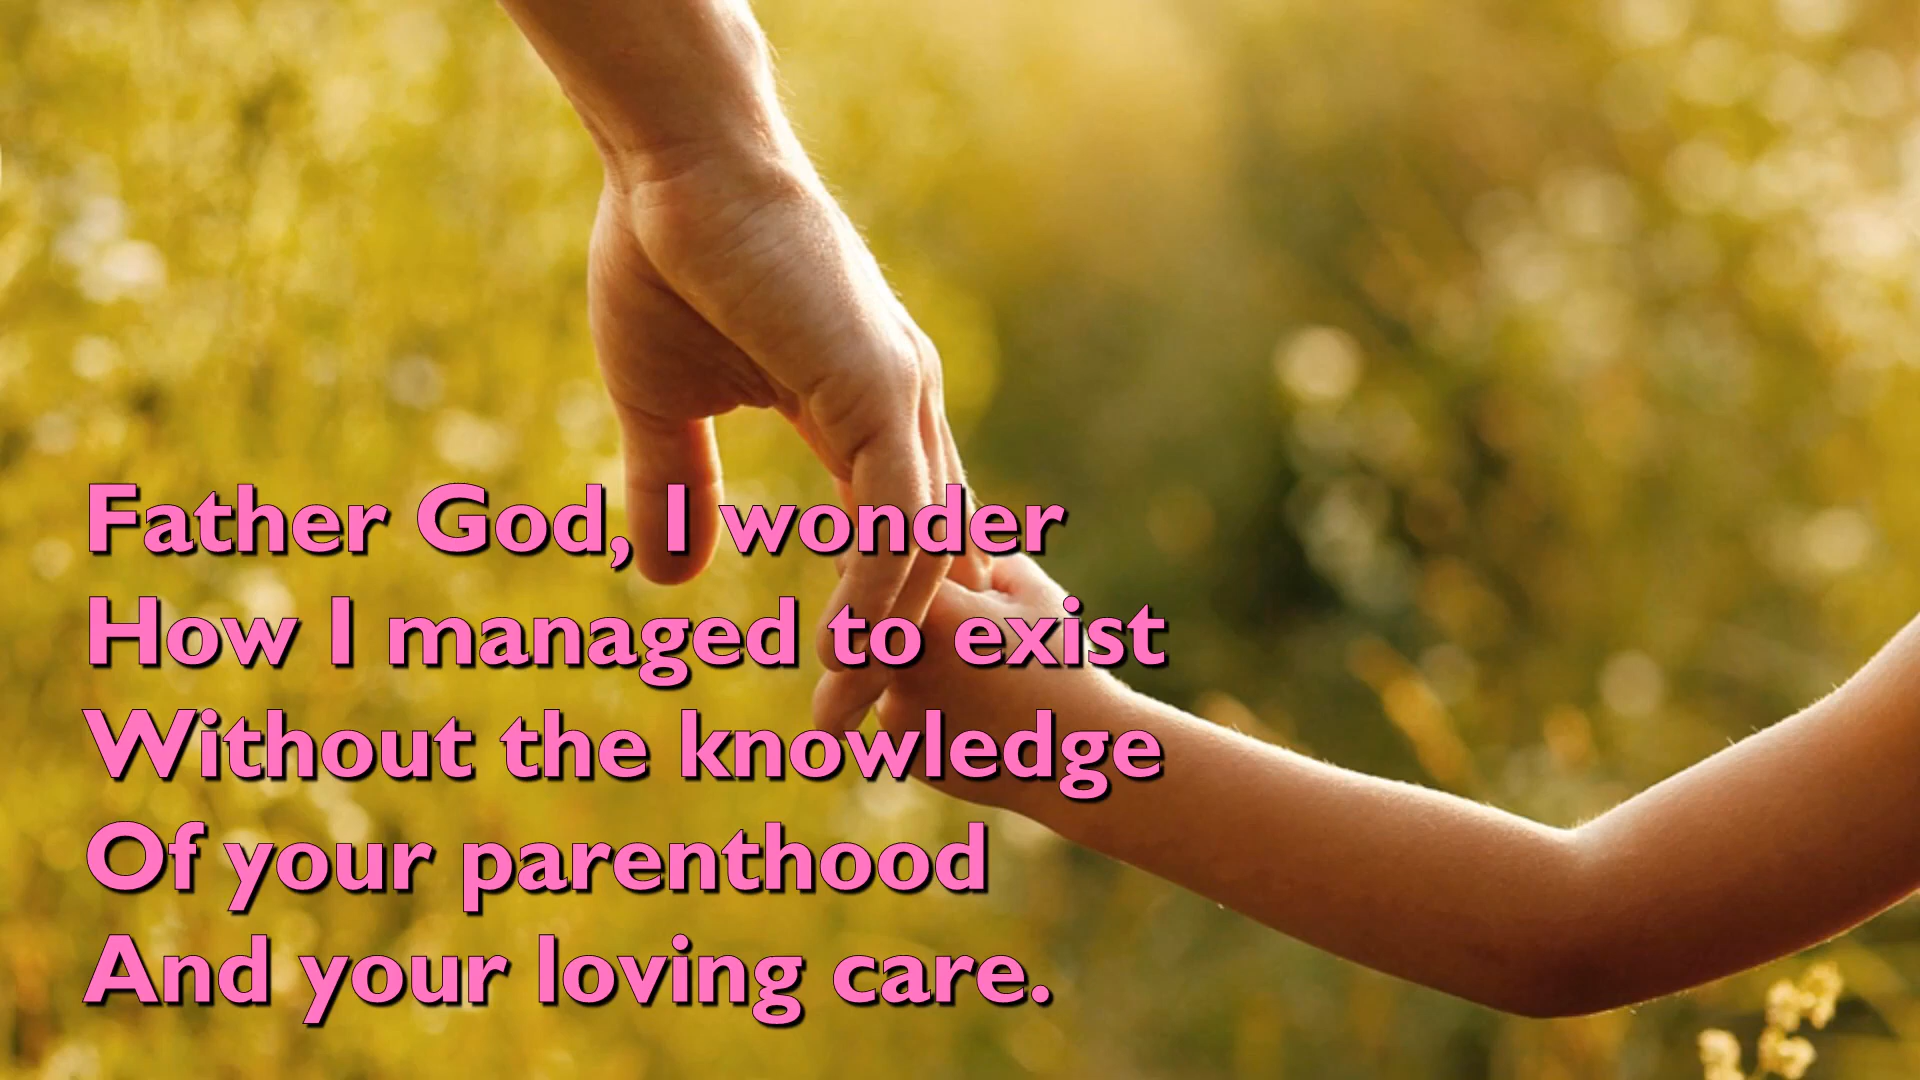 Father God, I wonder
How I managed to exist
Without the knowledge
Of your parenthood
And your loving care.